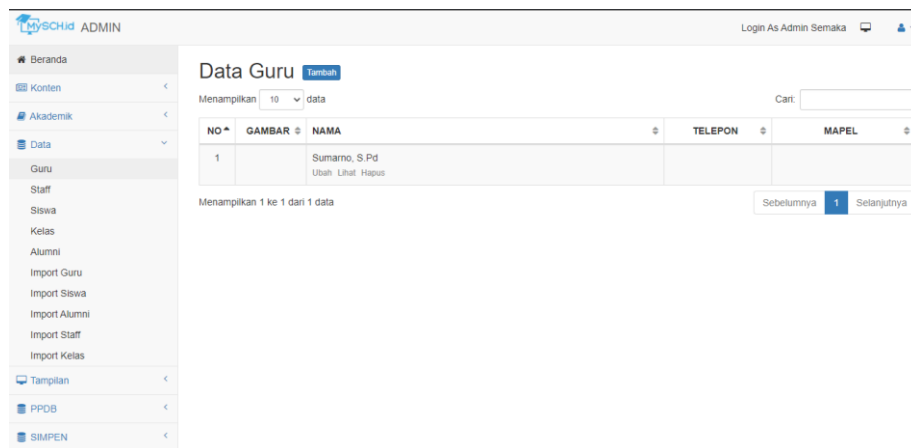 MySCH.id ADMIN
Login As Admin Semaka
Beranda
Konten
Akademik
Data
Guru
Staff
Siswa
Kelas
Alumni
Import Guru
Import Siswa
Import Alumni
Import Staff
Import Kelas
Tampilan
PPDB
SIMPEN
Data Guru Tambah
Menampilkan 10 data
Cari:
NO GAMBAR NAMA TELEPON MAPEL
1 Sumarno, S.Pd
Ubah Lihat Hapus
Menampilkan 1 ke 1 dari 1 data
Sebelumnya 1 Selanjutnya